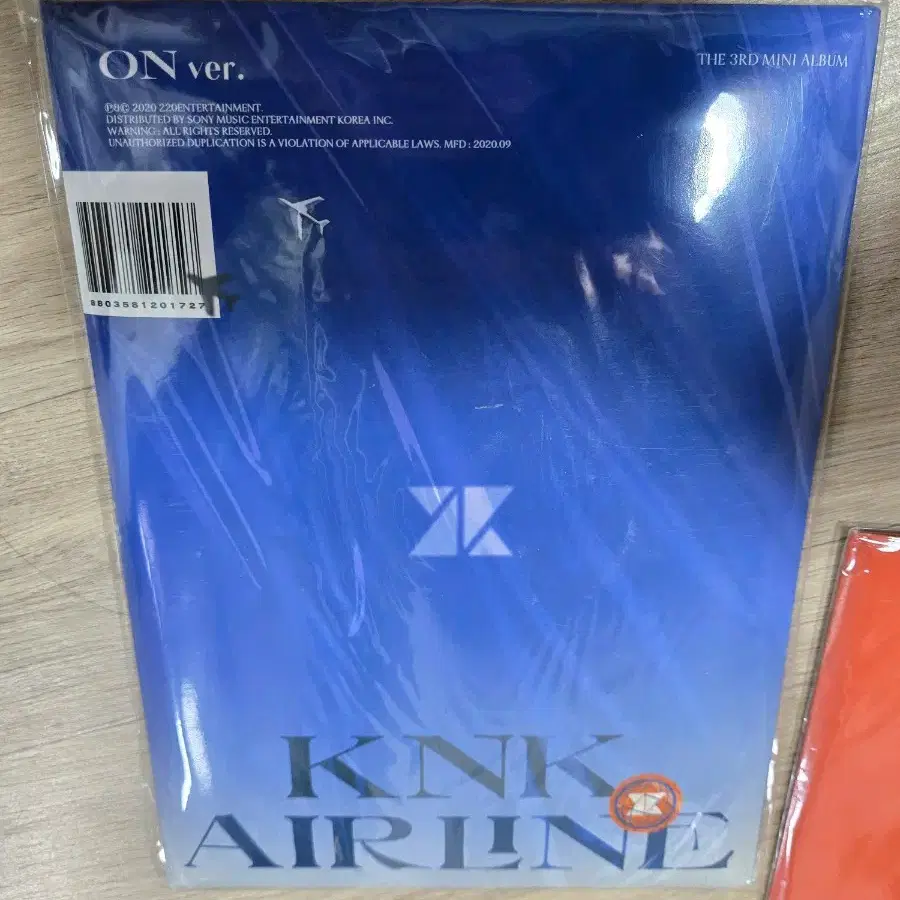 ON ver.
THE 3RD MINI ALBUM
℗&© 2020 220ENTERTAINMENT.
DISTRIBUTED BY SONY MUSIC ENTERTAINMENT KOREA INC.
WARNING : ALL RIGHTS RESERVED.
UNAUTHORIZED DUPLICATION IS A VIOLATION OF APPLICABLE LAWS. MFD : 2020.09
8803581201727
KNK
AIRLINE